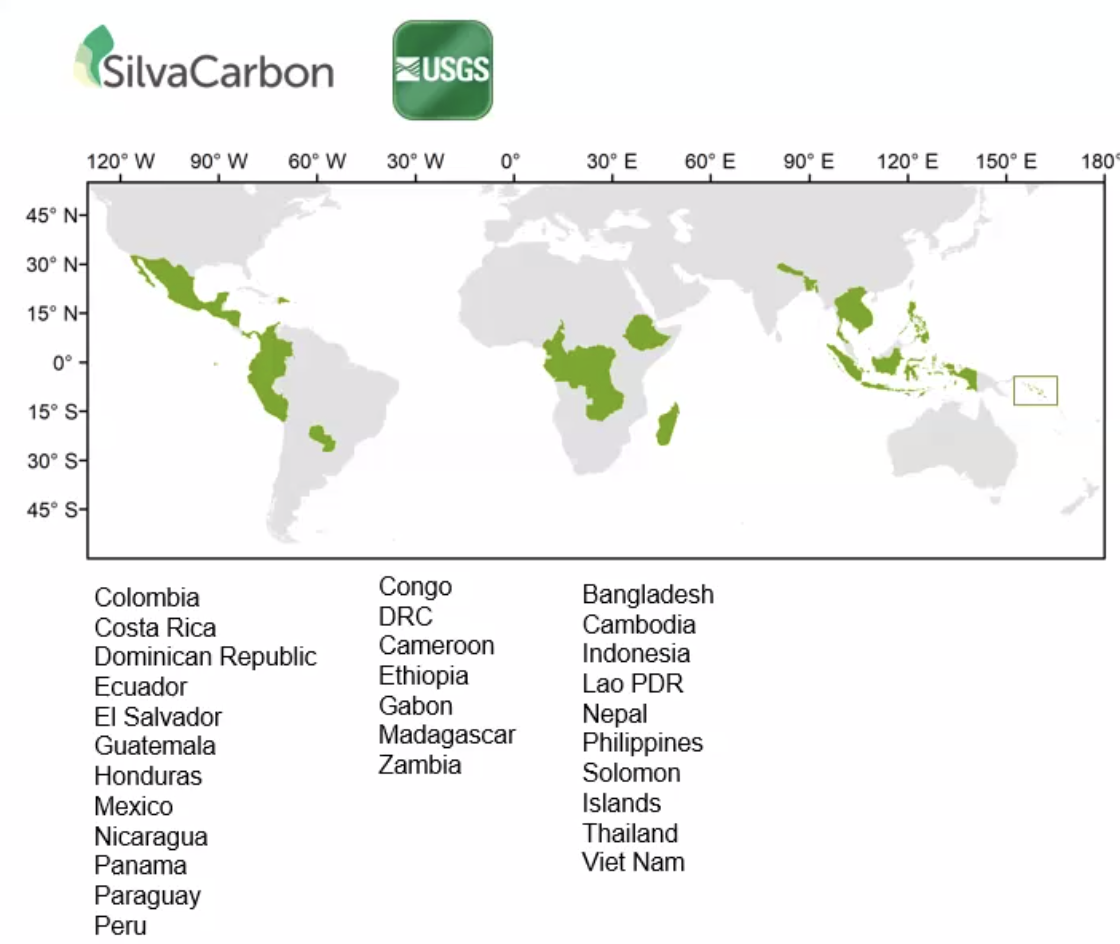 SilvaCarbon
USGS
120° W 90° W 60° W 30° W 0° 30° E 60° E 90° E 120° E 150° E 180°
45° N
30° N
15° N
0°
15° S
30° S
45° S
Colombia
Costa Rica
Dominican Republic
Ecuador
El Salvador
Guatemala
Honduras
Mexico
Nicaragua
Panama
Paraguay
Peru
Congo
DRC
Cameroon
Ethiopia
Gabon
Madagascar
Zambia
Bangladesh
Cambodia
Indonesia
Lao PDR
Nepal
Philippines
Solomon
Islands
Thailand
Viet Nam